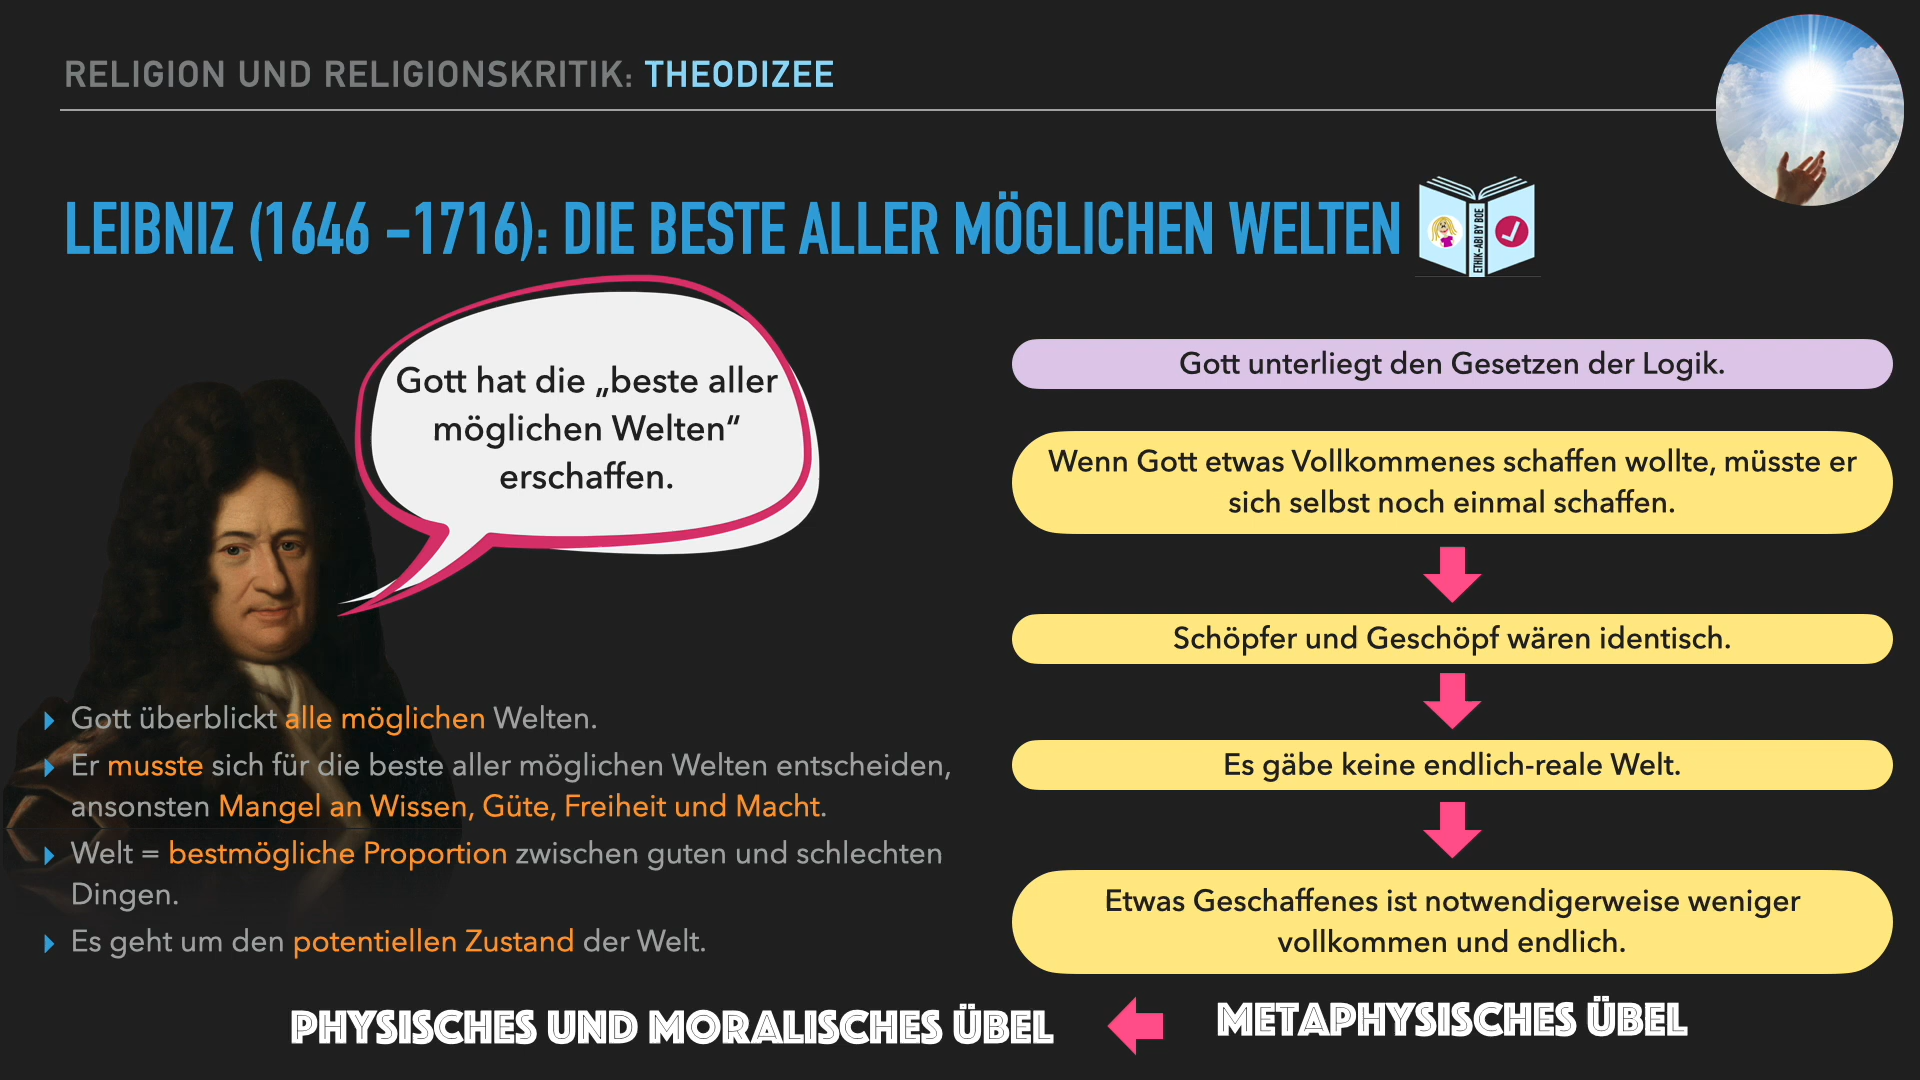 RELIGION UND RELIGIONSKRITIK: THEODIZEE
LEIBNIZ (1646 –1716): DIE BESTE ALLER MÖGLICHEN WELTEN
ETHIK-ABI BY BOE
Gott hat die „beste aller
möglichen Welten“
erschaffen.
Gott überblickt alle möglichen Welten.
Er musste sich für die beste aller möglichen Welten entscheiden,
ansonsten Mangel an Wissen, Güte, Freiheit und Macht.
Welt = bestmögliche Proportion zwischen guten und schlechten
Dingen.
Es geht um den potentiellen Zustand der Welt.
Gott unterliegt den Gesetzen der Logik.
Wenn Gott etwas Vollkommenes schaffen wollte, müsste er
sich selbst noch einmal schaffen.
Schöpfer und Geschöpf wären identisch.
Es gäbe keine endlich-reale Welt.
Etwas Geschaffenes ist notwendigerweise weniger
vollkommen und endlich.
METAPHYSISCHES ÜBEL
PHYSISCHES UND MORALISCHES ÜBEL